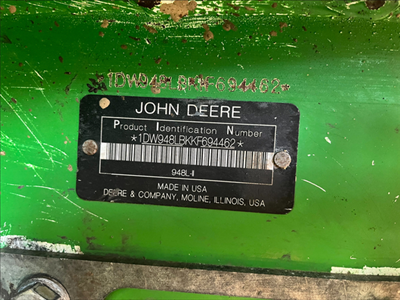 *1DW948LBKKF694462*
JOHN DEERE
Product Identification Number
*1DW948LBKKF694462*
948L-II
MADE IN USA
DEERE & COMPANY, MOLINE, ILLINOIS, USA